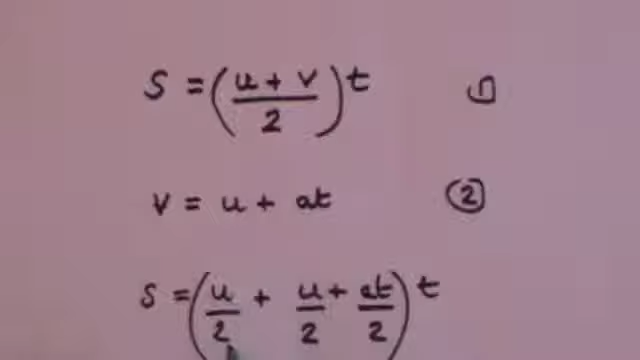 S = (u + v / 2) t   (1)
v = u + at   (2)
s = (u/2 + u/2 + at/2) t